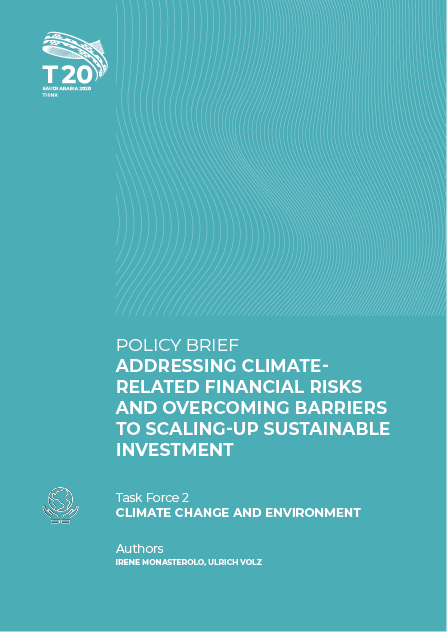 T20
SAUDI ARABIA 2020
THINK
POLICY BRIEF
ADDRESSING CLIMATE-
RELATED FINANCIAL RISKS
AND OVERCOMING BARRIERS
TO SCALING-UP SUSTAINABLE
INVESTMENT
Task Force 2
CLIMATE CHANGE AND ENVIRONMENT
Authors
IRENE MONASTEROLO, ULRICH VOLZ